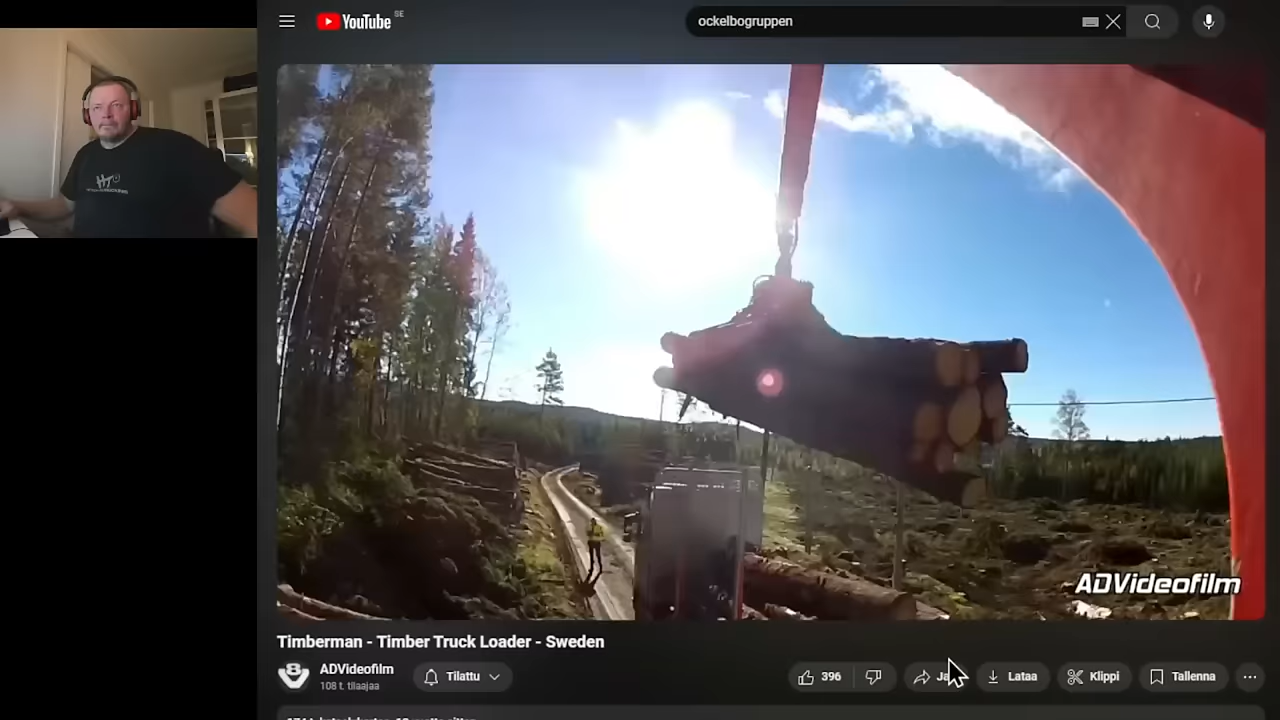 YouTube SE
ockelbogruppen
ADVideofilm
Timberman - Timber Truck Loader - Sweden
ADVideofilm
108 t. tilaajaa
Tilattu
396
Lataa
Klippi
Tallenna